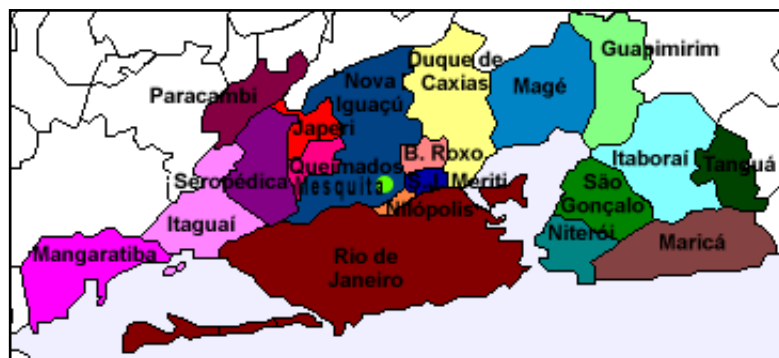 Guapimirim
Duque de
Caxias
Nova
Iguaçú
Magé
Paracambi
Japeri
B. Roxo
Itaboraí
Tanguá
Queimados
Seropédica
Mesquita
S. J. Meriti
São
Gonçalo
Nilópolis
Itaguaí
Niterói
Maricá
Mangaratiba
Rio de
Janeiro